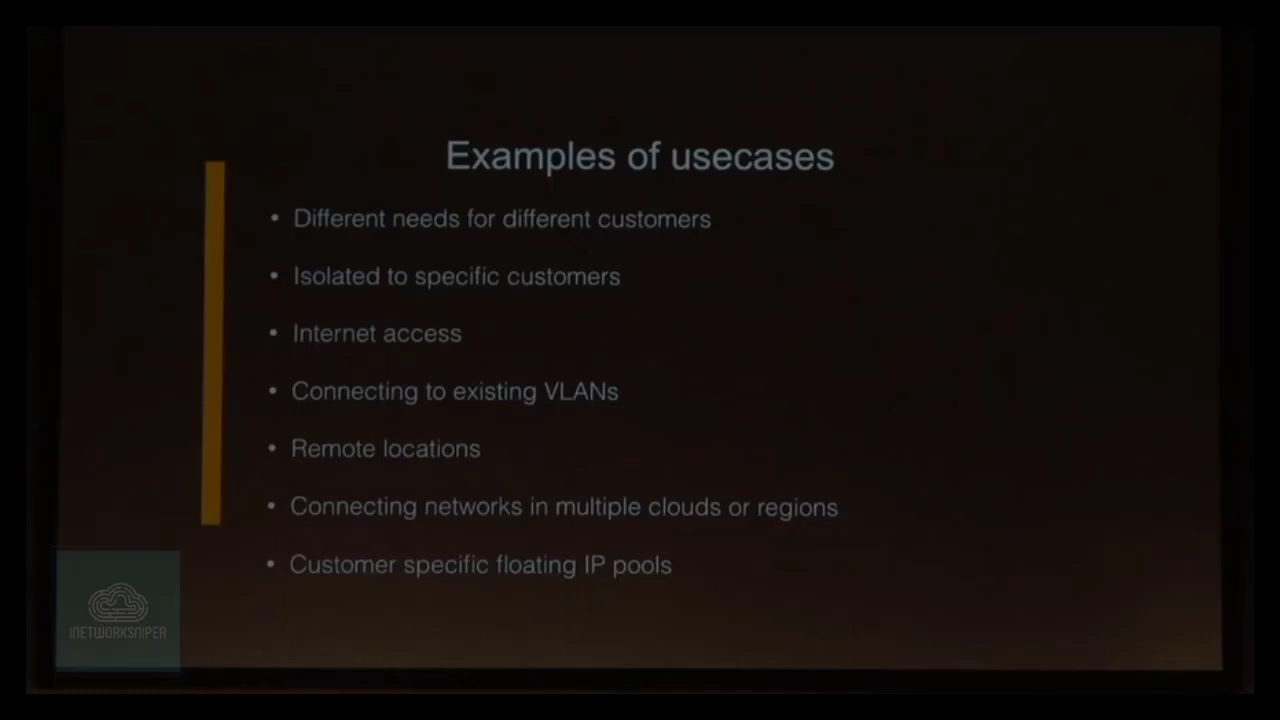 Examples of usecases
• Different needs for different customers
• Isolated to specific customers
• Internet access
• Connecting to existing VLANs
• Remote locations
• Connecting networks in multiple clouds or regions
• Customer specific floating IP pools
INETWORKSNIPER